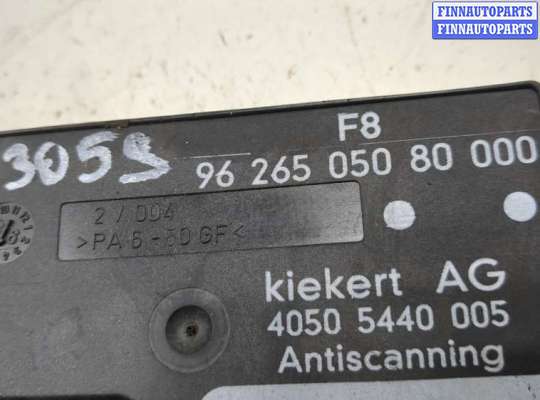 FINNAUTOPARTS
FINNAUTOPARTS
F8
3059
96 265 050 80 000
2 / 004
>PA 6 - 30 GF<
kiekert AG
4050 5440 005
Antiscanning